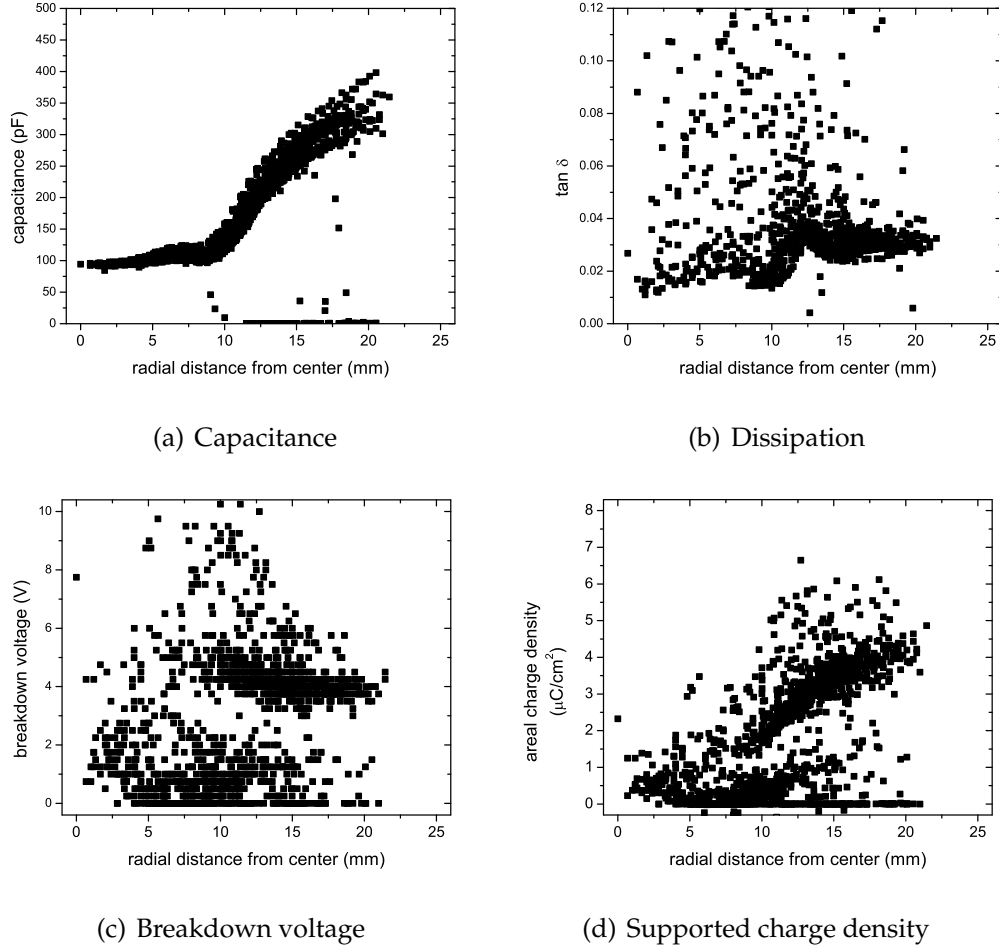 500
450
400
350
300
250
200
150
100
50
0
capacitance (pF)
0 5 10 15 20 25
radial distance from center (mm)
(a) Capacitance
0.12
0.10
0.08
0.06
0.04
0.02
0.00
tan δ
0 5 10 15 20 25
radial distance from center (mm)
(b) Dissipation
10
8
6
4
2
0
breakdown voltage (V)
0 5 10 15 20 25
radial distance from center (mm)
(c) Breakdown voltage
8
7
6
5
4
3
2
1
0
areal charge density
(μC/cm²)
0 5 10 15 20 25
radial distance from center (mm)
(d) Supported charge density